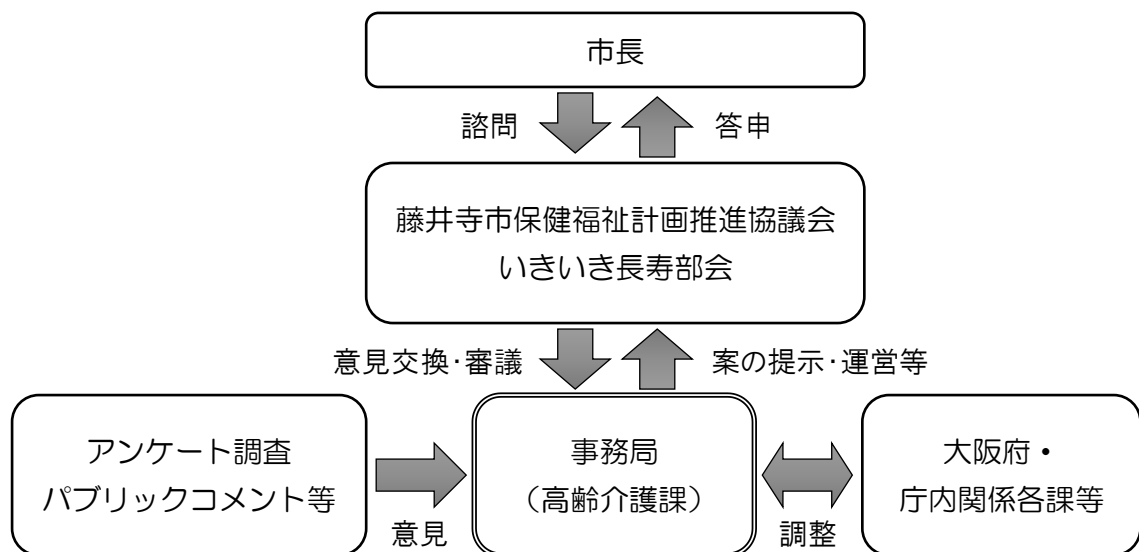 市長
諮問
答申
藤井寺市保健福祉計画推進協議会
いきいき長寿部会
意見交換・審議
案の提示・運営等
アンケート調査
パブリックコメント等
意見
事務局
（高齢介護課）
調整
大阪府・
庁内関係各課等